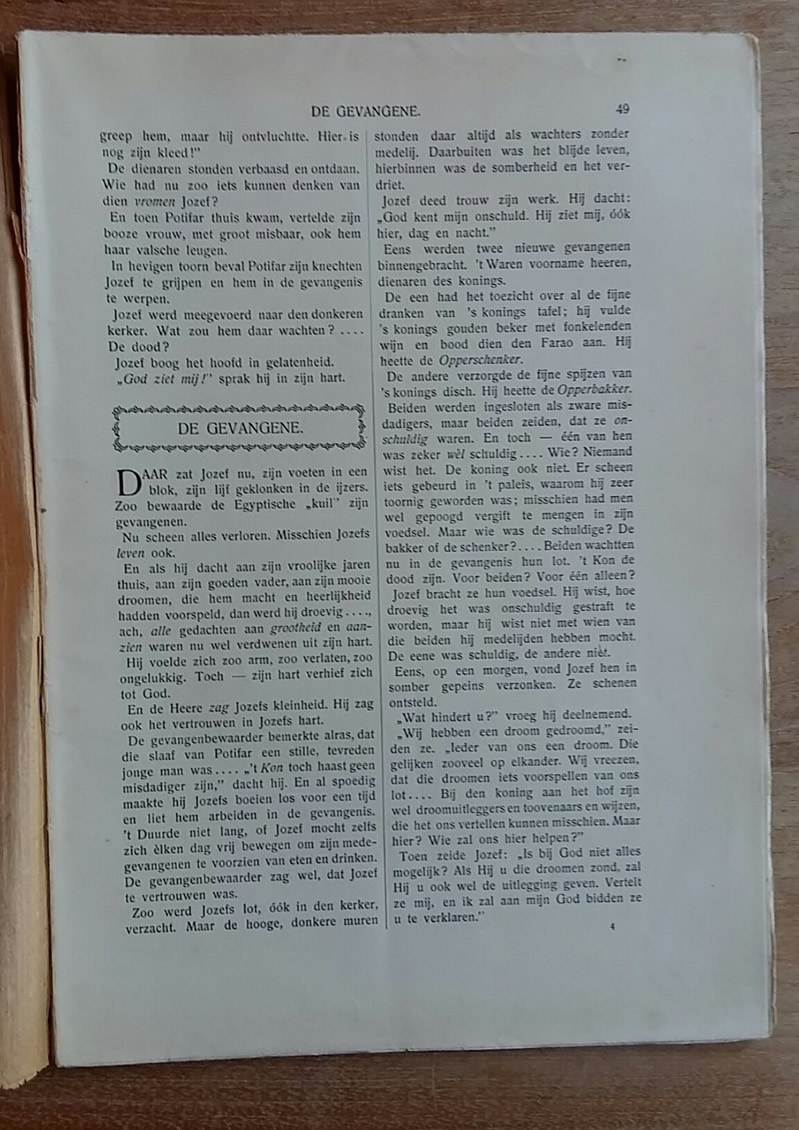 DE GEVANGENE.
49
greep hem, maar hij ontvluchtte. Hier is
nog zijn kleed!”
De dienaren stonden verbaasd en ontdaan.
Wie had nu zoo iets kunnen denken van
dien vromen Jozef?
En toen Potifar thuis kwam, vertelde zijn
booze vrouw, met groot misbaar, ook hem
haar valsche leugen.
In hevigen toorn beval Potifar zijn knechten
Jozef te grijpen en hem in de gevangenis
te werpen.
Jozef werd meegevoerd naar den donkeren
kerker. Wat zou hem daar wachten? ....
De dood?
Jozef boog het hoofd in gelatenheid.
„God ziet mij!” sprak hij in zijn hart.
DE GEVANGENE.
DAAR zat Jozef nu, zijn voeten in een
blok, zijn lijf geklonken in de ijzers.
Zoo bewaarde de Egyptische „kuil” zijn
gevangenen.
Nu scheen alles verloren. Misschien Jozefs
leven ook.
En als hij dacht aan zijn vroolijke jaren
thuis, aan zijn goeden vader, aan zijn mooie
droomen, die hem macht en heerlijkheid
hadden voorspeld, dan werd hij droevig ....,
ach, alle gedachten aan grootheid en aan-
zien waren nu wel verdwenen uit zijn hart.
Hij voelde zich zoo arm, zoo verlaten, zoo
ongelukkig. Toch — zijn hart verhief zich
tot God.
En de Heere zag Jozefs kleinheid. Hij zag
ook het vertrouwen in Jozefs hart.
De gevangenbewaarder bemerkte alras, dat
die slaaf van Potifar een stille, tevreden
jonge man was .... „'t Kon toch haast geen
misdadiger zijn,” dacht hij. En al spoedig
maakte hij Jozefs boeien los voor een tijd
en liet hem arbeiden in de gevangenis.
't Duurde niet lang, of Jozef mocht zelfs
zich èlken dag vrij bewegen om zijn mede-
gevangenen te voorzien van eten en drinken.
De gevangenbewaarder zag wel, dat Jozef
te vertrouwen was.
Zoo werd Jozefs lot, óók in den kerker,
verzacht. Maar de hooge, donkere muren
stonden daar altijd als wachters zonder
medelij. Daarbuiten was het blijde leven,
hierbinnen was de somberheid en het ver-
driet.
Jozef deed trouw zijn werk. Hij dacht:
„God kent mijn onschuld. Hij ziet mij, óók
hier, dag en nacht.”
Eens werden twee nieuwe gevangenen
binnengebracht. 't Waren voorname heeren,
dienaren des konings.
De een had het toezicht over al de fijne
dranken van 's konings tafel; hij vulde
's konings gouden beker met fonkelenden
wijn en bood dien den Farao aan. Hij
heette de Opperschenker.
De andere verzorgde de fijne spijzen van
's konings disch. Hij heette de Opperbakker.
Beiden werden ingesloten als zware mis-
dadigers, maar beiden zeiden, dat ze on-
schuldig waren. En toch — één van hen
was zeker wèl schuldig .... Wie? Niemand
wist het. De koning ook niet. Er scheen
iets gebeurd in 't paleis, waarom hij zeer
toornig geworden was; misschien had men
wel gepoogd vergift te mengen in zijn
voedsel. Maar wie was de schuldige? De
bakker of de schenker? .... Beiden wachtten
nu in de gevangenis hun lot. 't Kon de
dood zijn. Voor beiden? Voor één alleen?
Jozef bracht ze hun voedsel. Hij wist, hoe
droevig het was onschuldig gestraft te
worden, maar hij wist niet met wien van
die beiden hij medelijden hebben mocht.
De eene was schuldig, de andere nièt.
Eens, op een morgen, vond Jozef hen in
somber gepeins verzonken. Ze schenen
ontsteld.
„Wat hindert u?” vroeg hij deelnemend.
„Wij hebben een droom gedroomd,” zei-
den ze. „Ieder van ons een droom. Die
gelijken zooveel op elkander. Wij vreezen,
dat die droomen iets voorspellen van ons
lot .... Bij den koning aan het hof zijn
wel droomuitleggers en toovenaars en wijzen,
die het ons vertellen kunnen misschien. Maar
hier? Wie zal ons hier helpen?”
Toen zeide Jozef: „Is bij God niet alles
mogelijk? Als Hij u die droomen zond, zal
Hij u ook wel de uitlegging geven. Vertelt
ze mij, en ik zal aan mijn God bidden ze
u te verklaren.”
4